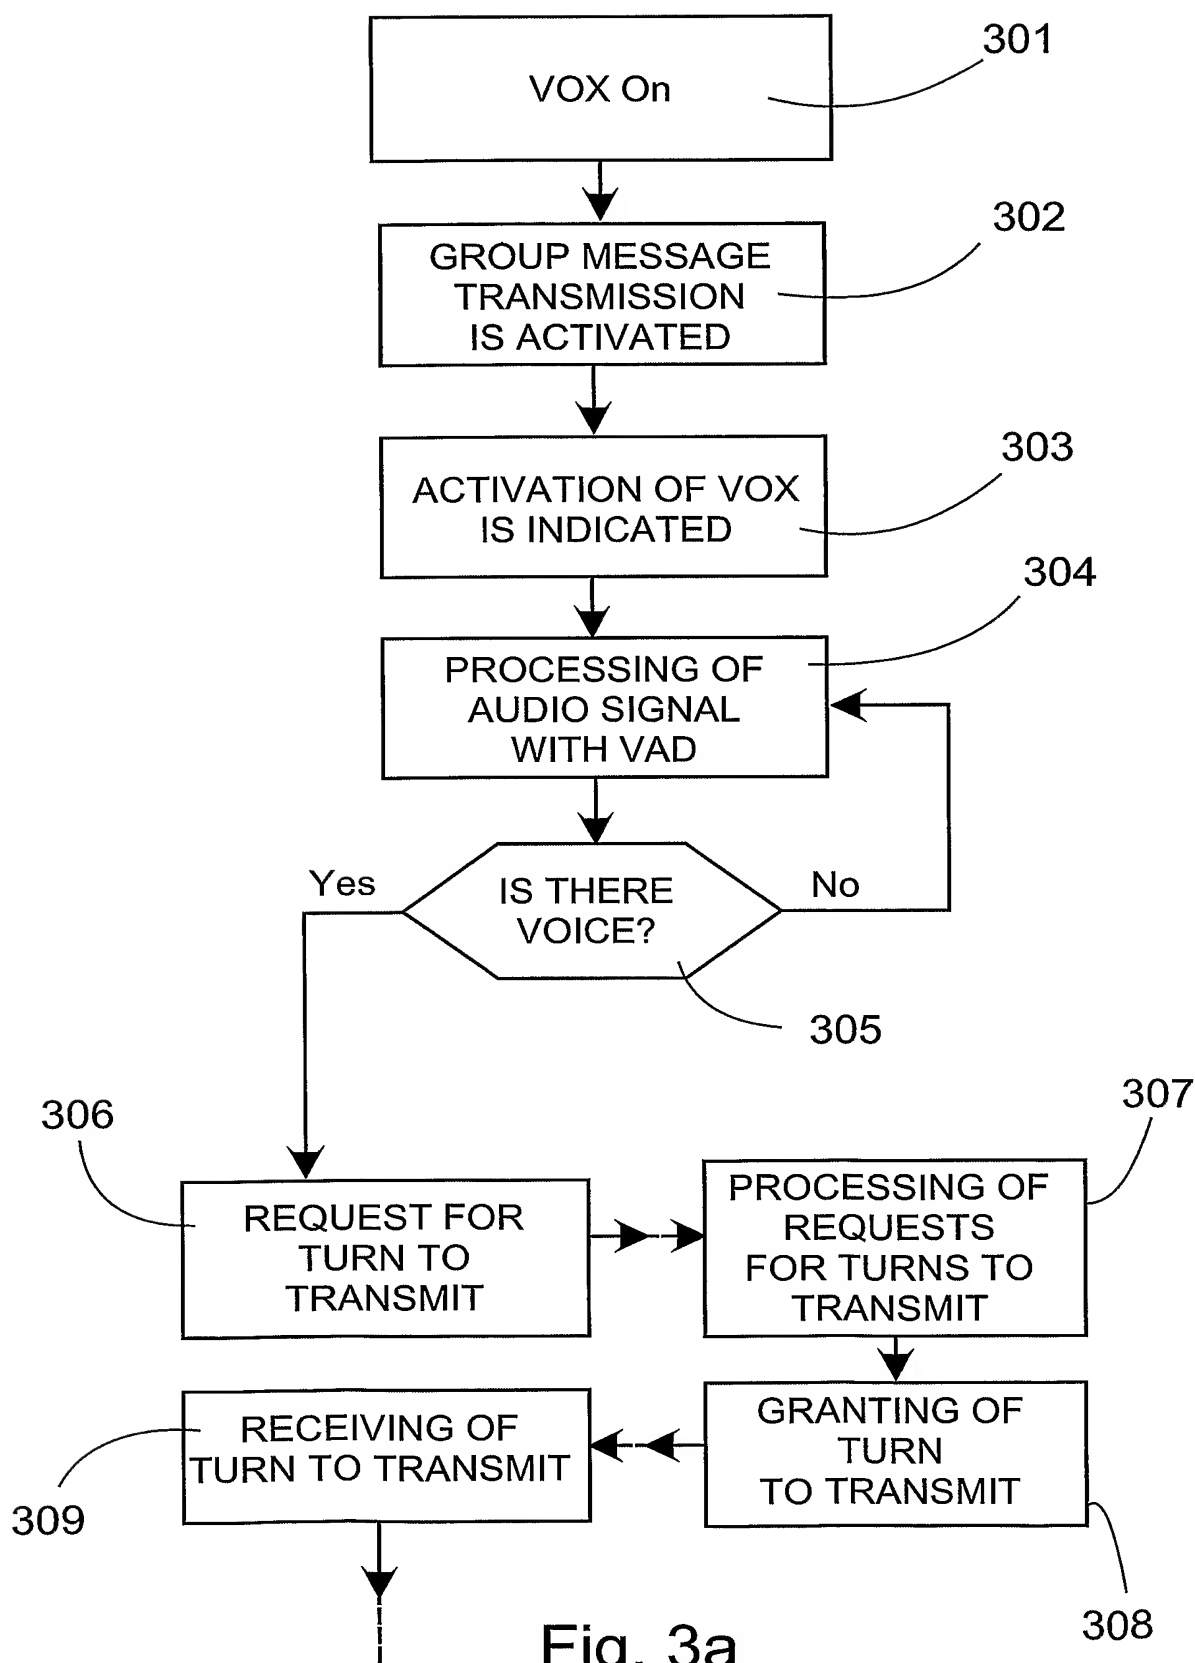 VOX On
301
GROUP MESSAGE
TRANSMISSION
IS ACTIVATED
302
ACTIVATION OF VOX
IS INDICATED
303
PROCESSING OF
AUDIO SIGNAL
WITH VAD
304
Yes
IS THERE
VOICE?
No
305
306
REQUEST FOR
TURN TO
TRANSMIT
307
PROCESSING OF
REQUESTS
FOR TURNS TO
TRANSMIT
RECEIVING OF
TURN TO TRANSMIT
309
GRANTING OF
TURN
TO TRANSMIT
308
Fig. 3a